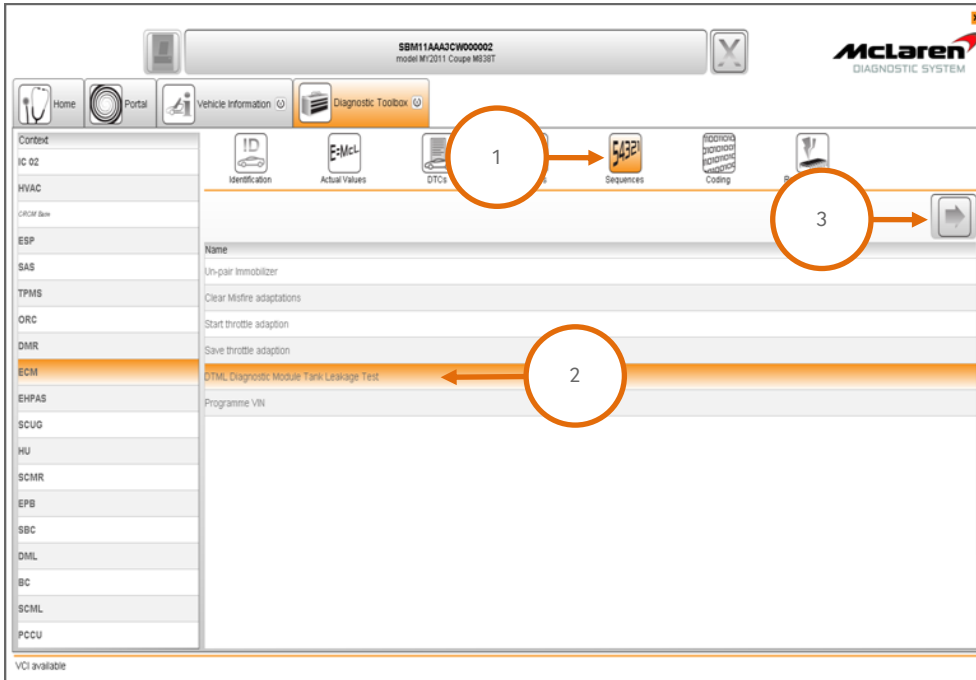 SBM11AAA3CW000002
model MY2011 Coupe M838T
McLaren
DIAGNOSTIC SYSTEM
Home
Portal
Vehicle Information
Diagnostic Toolbox
Context
IC 02
HVAC
ESP
SAS
TPMS
ORC
DMR
ECM
EHPAS
SCUG
HU
SCMR
EPB
SBC
DML
BC
SCML
PCCU
ID
Identification
E=McL
Actual Values
DTCs
1
54321
Sequences
Coding
3
Name
Un-pair Immobilizer
Clear Misfire adaptations
Start throttle adaption
Save throttle adaption
DTML Diagnostic Module Tank Leakage Test
2
Programme VIN
VCI available